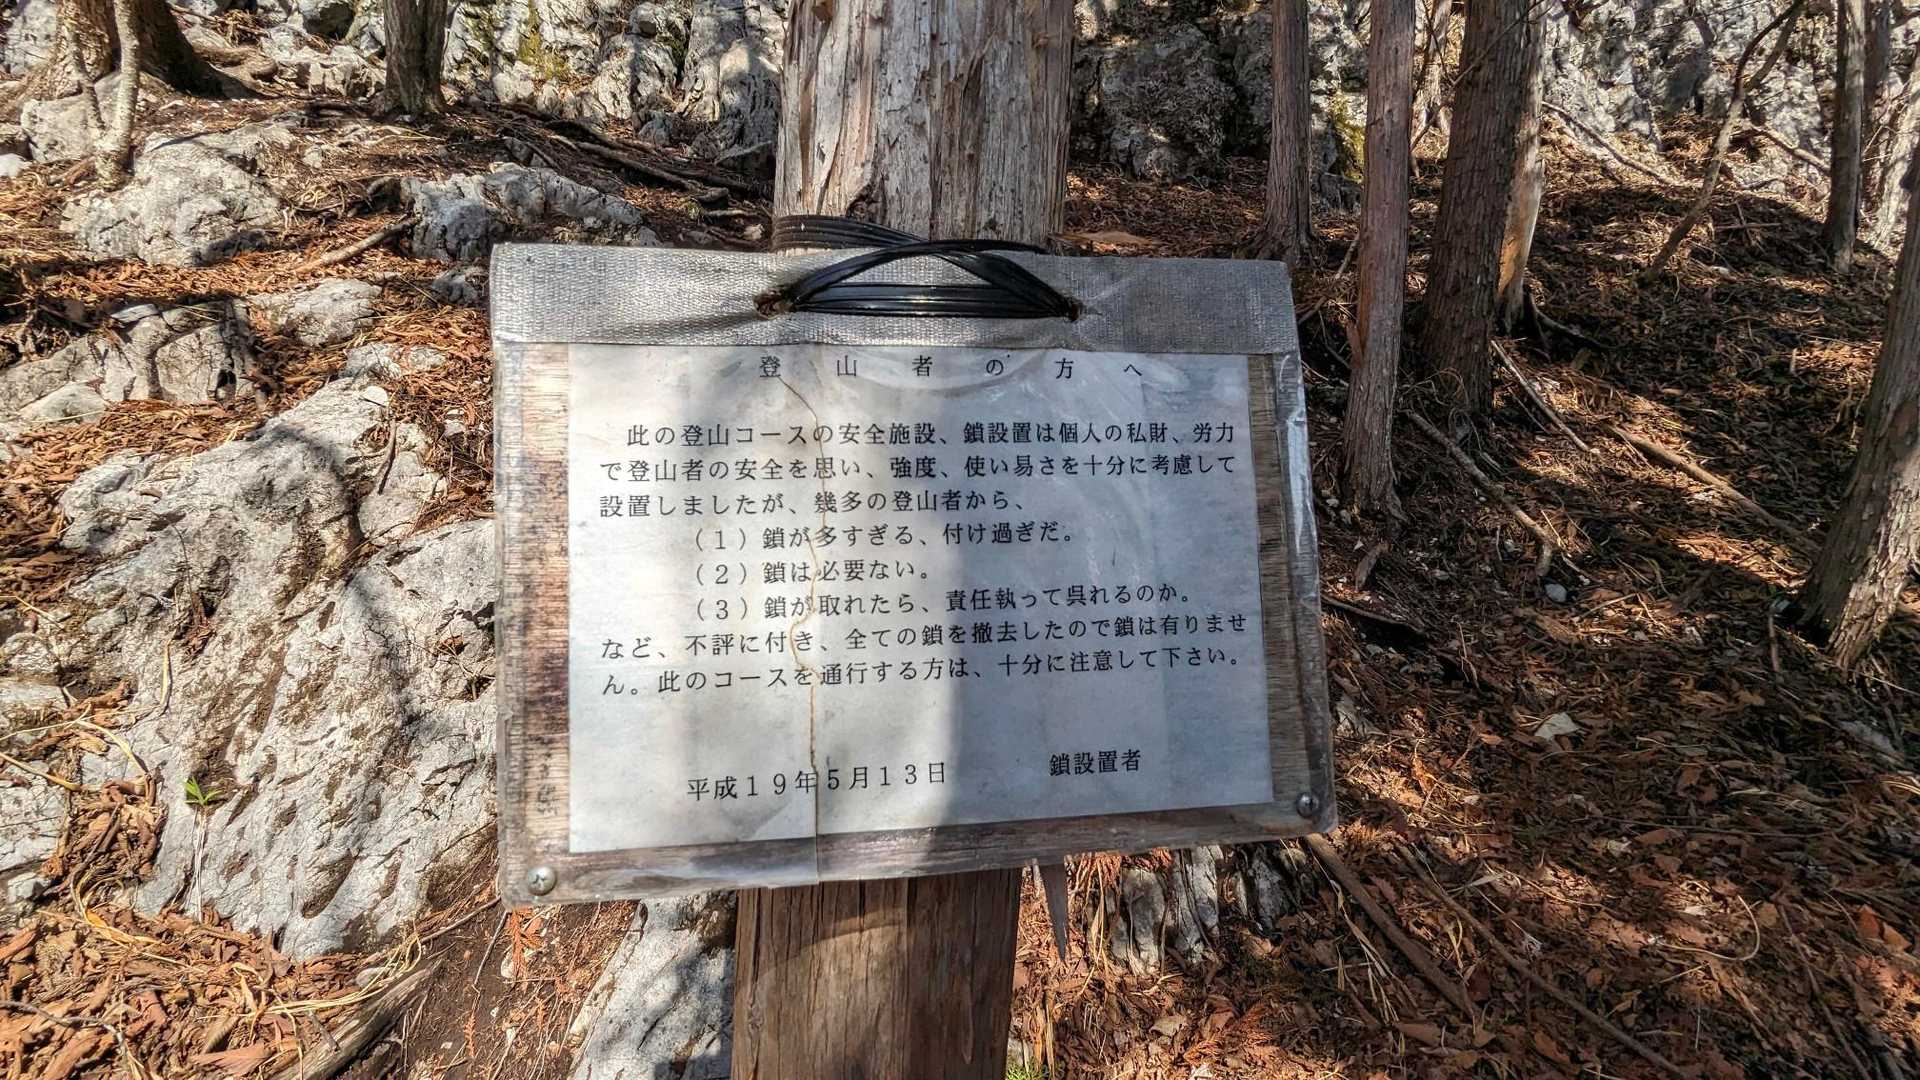 登山者の方へ
此の登山コースの安全施設、鎖設置は個人の私財、労力
で登山者の安全を思い、強度、使い易さを十分に考慮して
設置しましたが、幾多の登山者から、
（１）鎖が多すぎる、付け過ぎだ。
（２）鎖は必要ない。
（３）鎖が取れたら、責任執って呉れるのか。
など、不評に付き、全ての鎖を撤去したので鎖は有りませ
ん。此のコースを通行する方は、十分に注意して下さい。
平成１９年５月１３日　鎖設置者